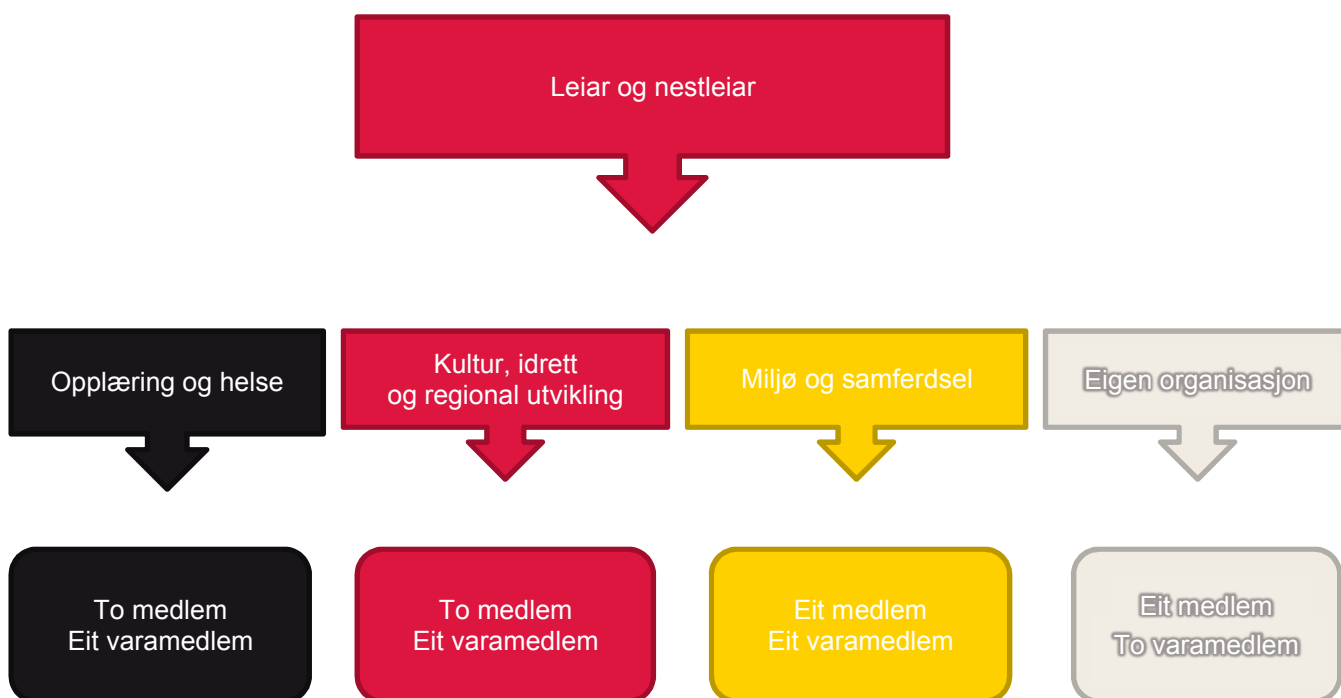 Leiar og nestleiar
Opplæring og helse
Kultur, idrett
og regional utvikling
Miljø og samferdsel
Eigen organisasjon
To medlem
Eit varamedlem
To medlem
Eit varamedlem
Eit medlem
Eit varamedlem
Eit medlem
To varamedlem